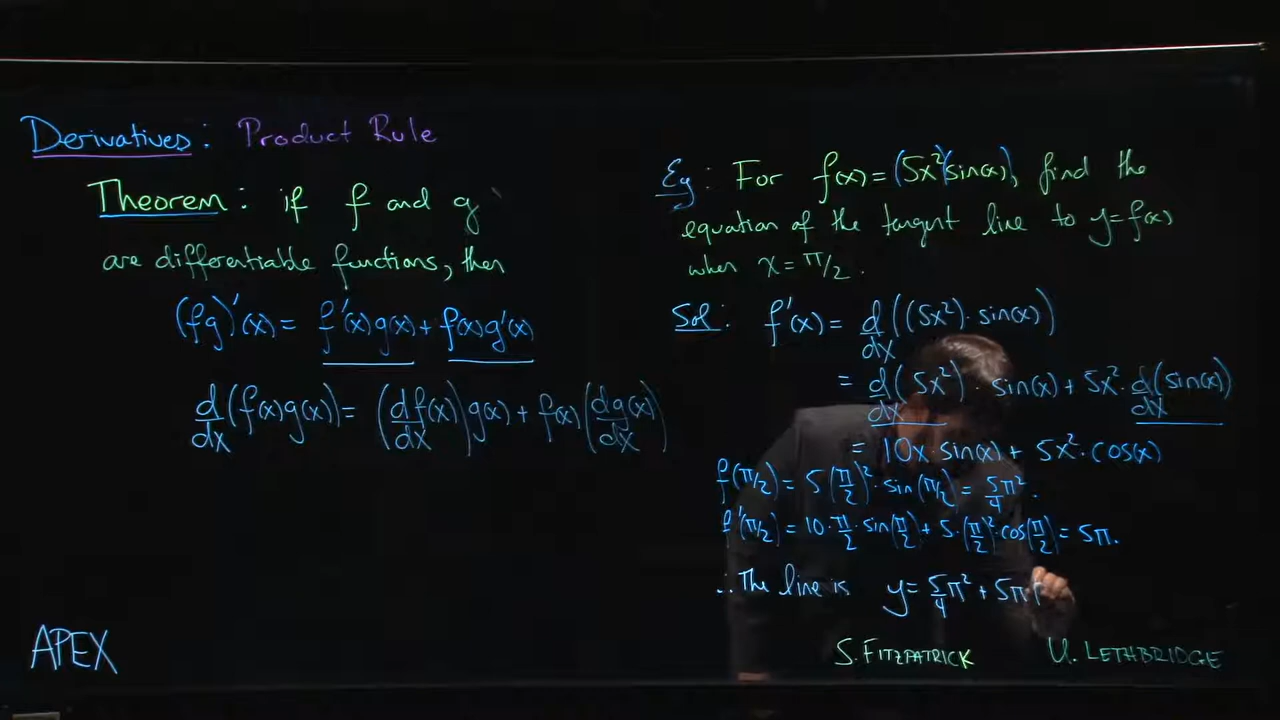 Derivatives: Product Rule
Theorem: if f and g
are differentiable functions, then
(fg)'(x) = f'(x)g(x) + f(x)g'(x)
d/dx (f(x)g(x)) = (df(x)/dx) g(x) + f(x) (dg(x)/dx)
APEX
Eg: For f(x) = (5x²)(sin(x)), find the
equation of the tangent line to y=f(x)
when x = π/2.
Sol: f'(x) = d/dx ((5x²)· sin(x))
= d/dx (5x²) · sin(x) + 5x² · d/dx (sin(x))
= 10x · sin(x) + 5x² · cos(x)
f(π/2) = 5(π/2)² · sin(π/2) = 5/4 π².
f'(π/2) = 10 · π/2 · sin(π/2) + 5 · (π/2)² · cos(π/2) = 5π.
∴ The line is y = 5/4 π² + 5π(
S. FITZPATRICK U. LETHBRIDGE